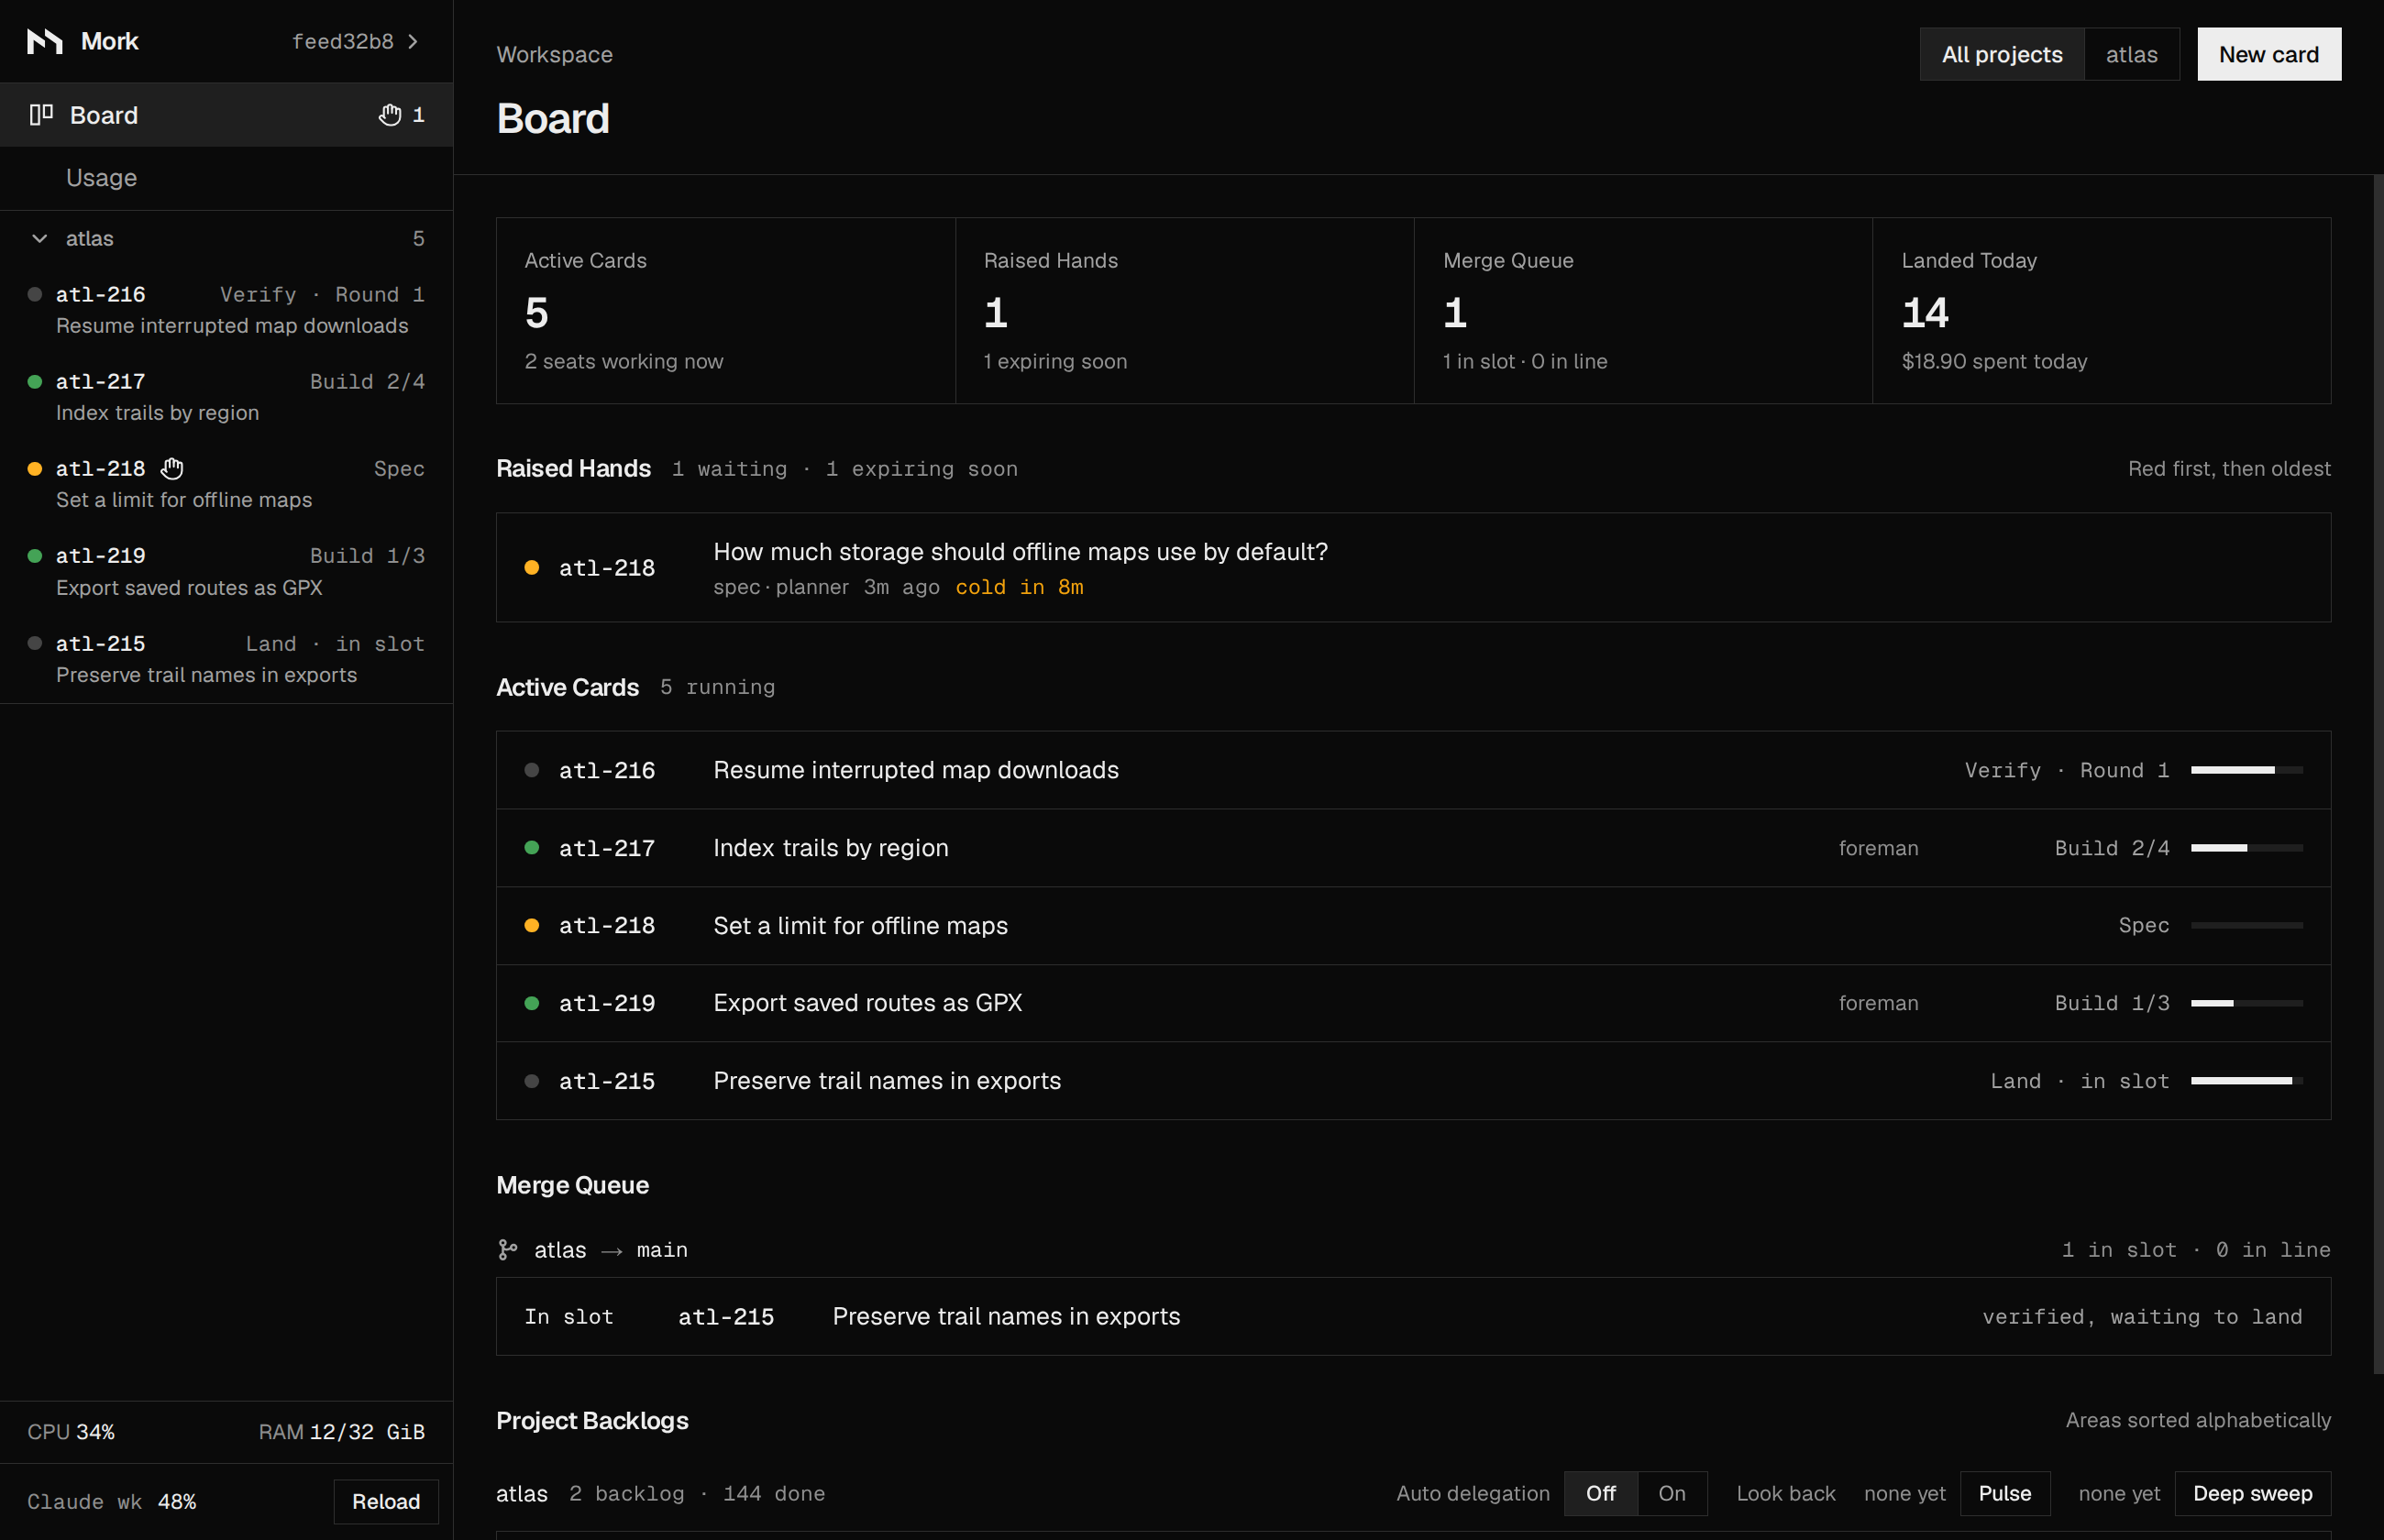 Mork feed32b8
Board 1
Usage
atlas 5
atl-216 Verify · Round 1
Resume interrupted map downloads
atl-217 Build 2/4
Index trails by region
atl-218 Spec
Set a limit for offline maps
atl-219 Build 1/3
Export saved routes as GPX
atl-215 Land · in slot
Preserve trail names in exports
CPU 34% RAM 12/32 GiB
Claude wk 48% Reload
Workspace
All projects atlas New card
Board
Active Cards
5
2 seats working now
Raised Hands
1
1 expiring soon
Merge Queue
1
1 in slot · 0 in line
Landed Today
14
$18.90 spent today
Raised Hands 1 waiting · 1 expiring soon Red first, then oldest
atl-218 How much storage should offline maps use by default?
spec · planner 3m ago cold in 8m
Active Cards 5 running
atl-216 Resume interrupted map downloads Verify · Round 1
atl-217 Index trails by region foreman Build 2/4
atl-218 Set a limit for offline maps Spec
atl-219 Export saved routes as GPX foreman Build 1/3
atl-215 Preserve trail names in exports Land · in slot
Merge Queue
atlas → main 1 in slot · 0 in line
In slot atl-215 Preserve trail names in exports verified, waiting to land
Project Backlogs Areas sorted alphabetically
atlas 2 backlog · 144 done Auto delegation Off On Look back none yet Pulse none yet Deep sweep